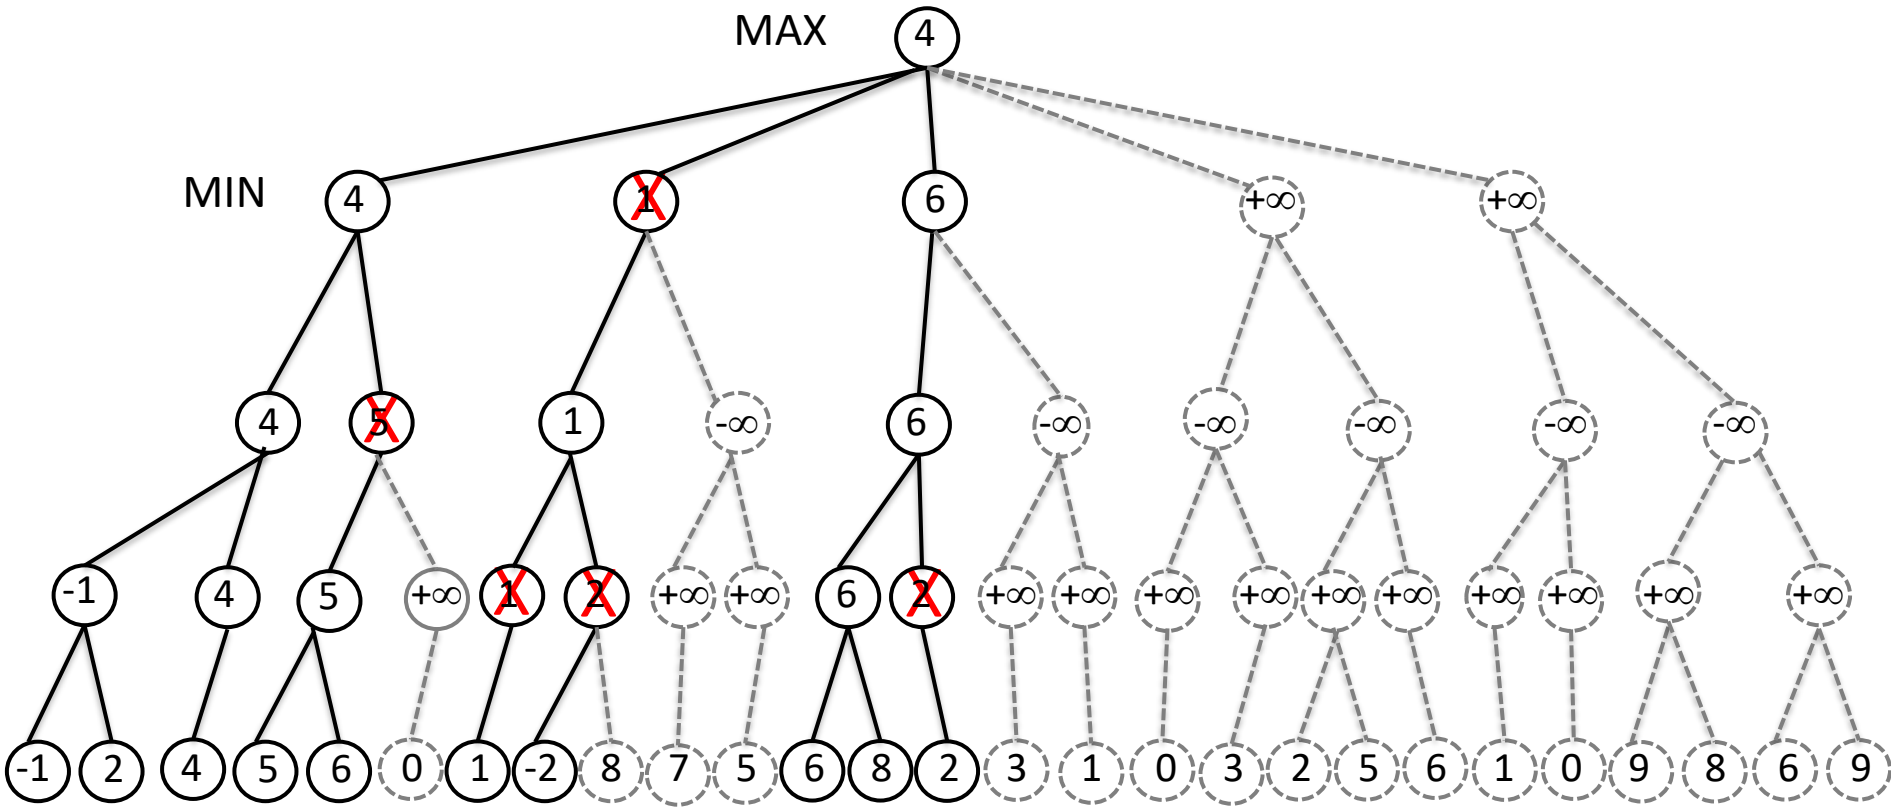 MAX 4
MIN 4 1 6 +∞ +∞
4 5 1 -∞ 6 -∞ -∞ -∞ -∞ -∞
-1 4 5 +∞ 1 2 +∞ +∞ 6 2 +∞ +∞ +∞ +∞ +∞ +∞ +∞ +∞ +∞ +∞
-1 2 4 5 6 0 1 -2 8 7 5 6 8 2 3 1 0 3 2 5 6 1 0 9 8 6 9